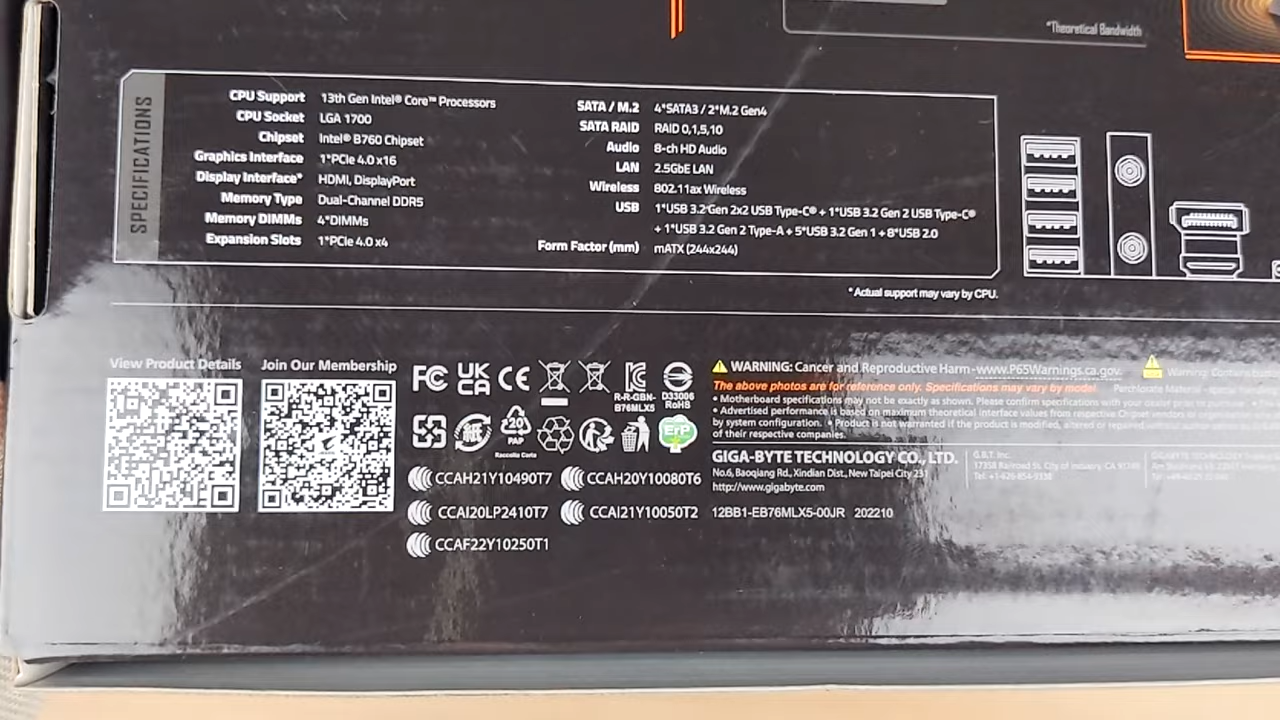 *Theoretical Bandwidth
SPECIFICATIONS
CPU Support 13th Gen Intel® Core™ Processors
CPU Socket LGA 1700
Chipset Intel® B760 Chipset
Graphics Interface 1*PCIe 4.0 x16
Display Interface* HDMI, DisplayPort
Memory Type Dual-Channel DDR5
Memory DIMMs 4*DIMMs
Expansion Slots 1*PCIe 4.0 x4
SATA / M.2 4*SATA3 / 2*M.2 Gen4
SATA RAID RAID 0,1,5,10
Audio 8-ch HD Audio
LAN 2.5GbE LAN
Wireless 802.11ax Wireless
USB 1*USB 3.2 Gen 2x2 USB Type-C® + 1*USB 3.2 Gen 2 USB Type-C®
+ 1*USB 3.2 Gen 2 Type-A + 5*USB 3.2 Gen 1 + 8*USB 2.0
Form Factor (mm) mATX (244x244)
* Actual support may vary by CPU.
View Product Details
Join Our Membership
FC UK CA CE
R-R-GBN-
B76MLX5
D33006
RoHS
20
PAP
Raccolta Carta
ErP
CCAH21Y10490T7 CCAH20Y10080T6
CCAI20LP2410T7 CCAI21Y10050T2
CCAF22Y10250T1
WARNING: Cancer and Reproductive Harm-www.P65Warnings.ca.gov.
The above photos are for reference only. Specifications may vary by model.
• Motherboard specifications may not be exactly as shown. Please confirm specifications with your dealer prior to purchase.
• Advertised performance is based on maximum theoretical interface values from respective Chipset vendors
by system configuration. • Product is not warranted if the product is modified, altered or repaired without
of their respective companies.
GIGA-BYTE TECHNOLOGY CO., LTD.
No.6, Baoqiang Rd., Xindian Dist., New Taipei City 231
http://www.gigabyte.com
12BB1-EB76MLX5-00JR 202210
G.B.T. Inc.
Warning: